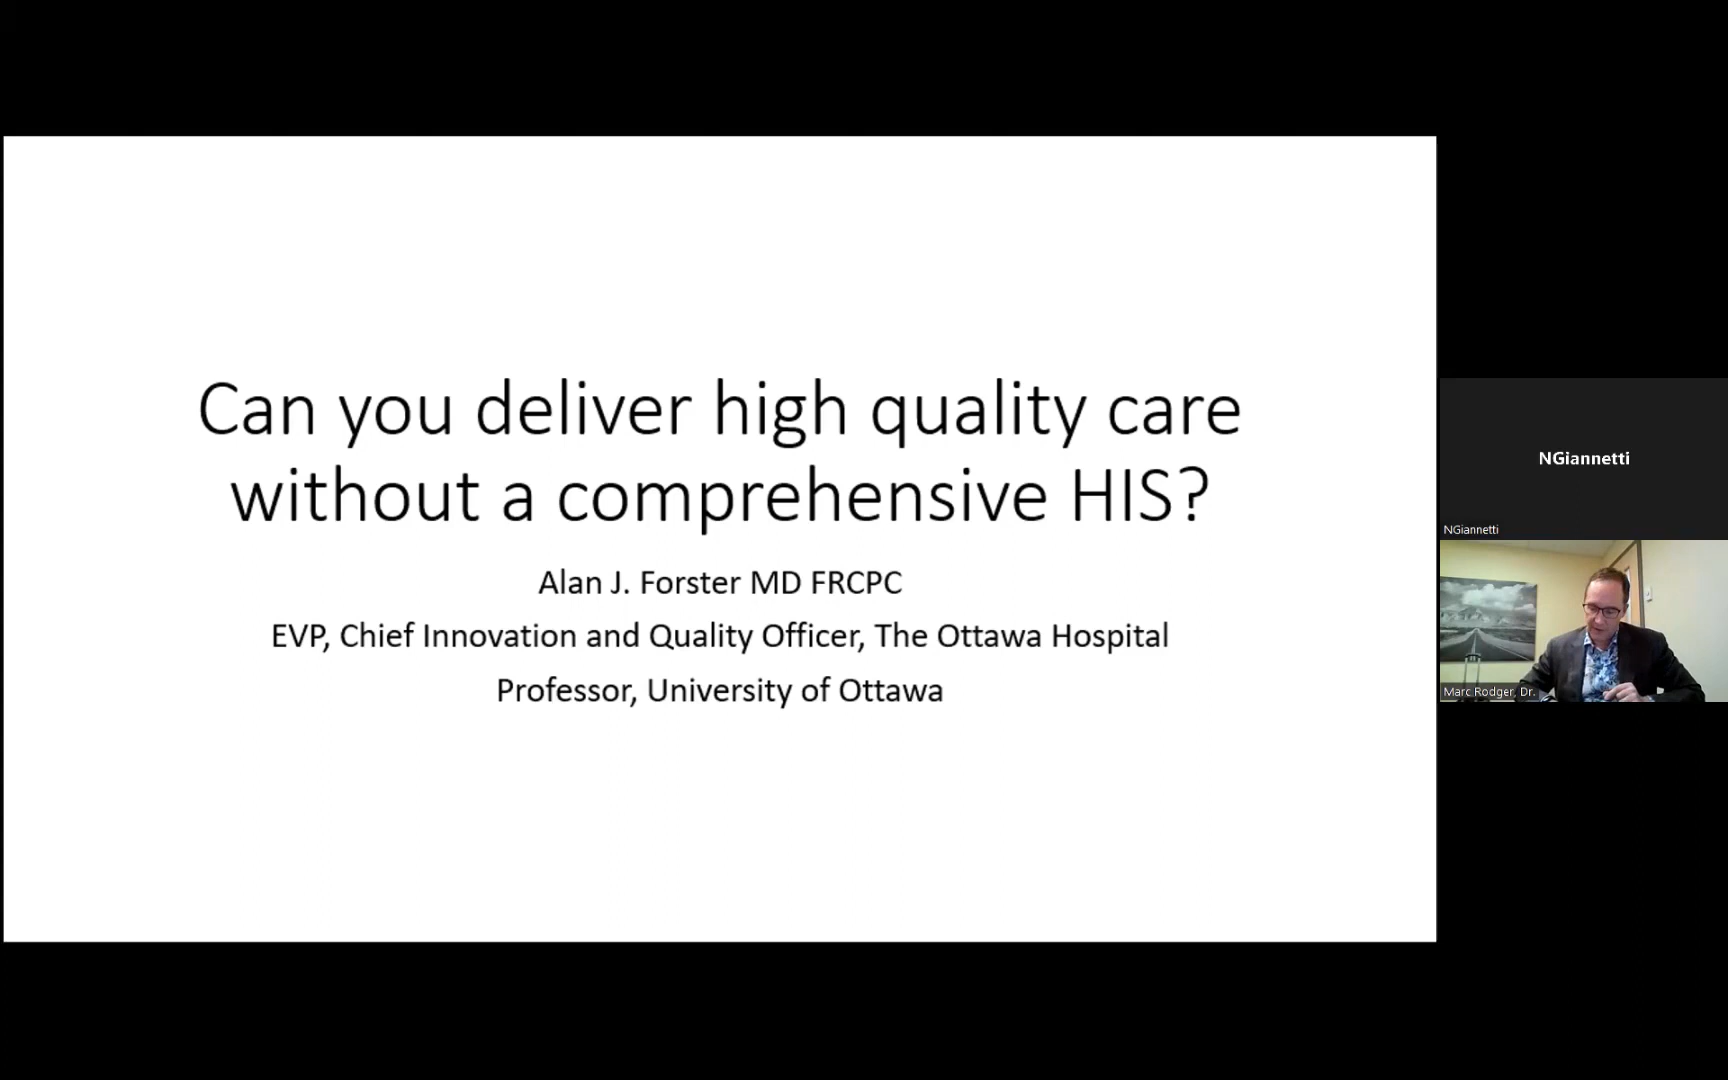 Can you deliver high quality care
without a comprehensive HIS?
Alan J. Forster MD FRCPC
EVP, Chief Innovation and Quality Officer, The Ottawa Hospital
Professor, University of Ottawa
NGiannetti
NGiannetti
Marc Rodger, Dr.